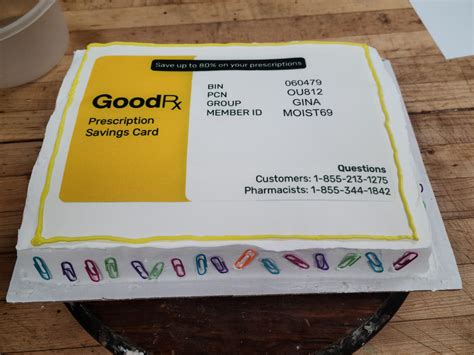 Save up to 80% on your prescriptions
GoodRx
Prescription
Savings Card
BIN 060479
PCN OU812
GROUP GINA
MEMBER ID MOIST69
Questions
Customers: 1-855-213-1275
Pharmacists: 1-855-344-1842